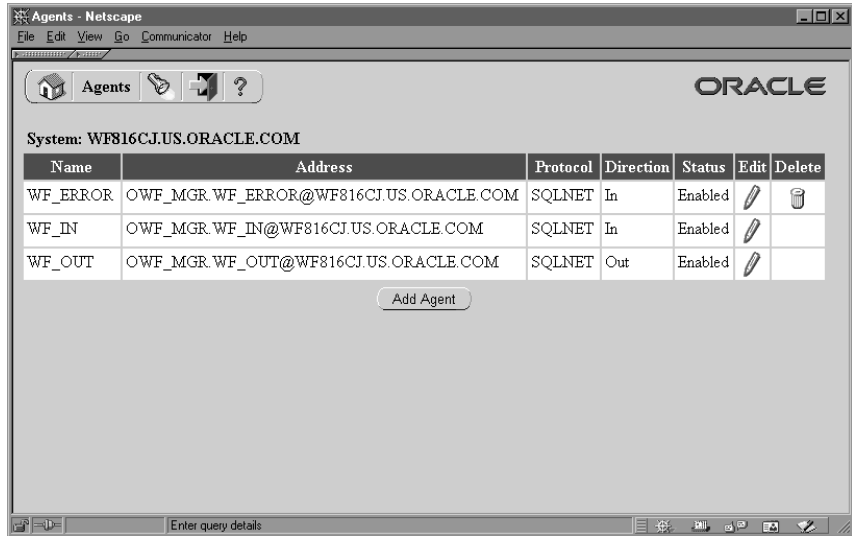 Agents - Netscape
File Edit View Go Communicator Help
Agents ?
ORACLE
System: WF816CJ.US.ORACLE.COM
Name Address Protocol Direction Status Edit Delete
WF_ERROR OWF_MGR.WF_ERROR@WF816CJ.US.ORACLE.COM SQLNET In Enabled
WF_IN OWF_MGR.WF_IN@WF816CJ.US.ORACLE.COM SQLNET In Enabled
WF_OUT OWF_MGR.WF_OUT@WF816CJ.US.ORACLE.COM SQLNET Out Enabled
Add Agent
Enter query details